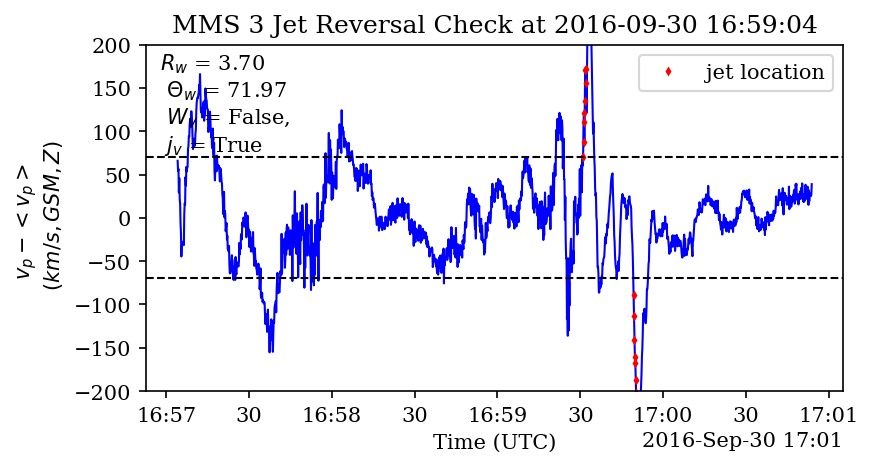 MMS 3 Jet Reversal Check at 2016-09-30 16:59:04
R_w = 3.70
Θ_w = 71.97
W_v = False,
j_v = True
jet location
200
150
100
50
0
−50
−100
−150
−200
v_p − < v_p >
(km/s, GSM, Z)
16:57 30 16:58 30 16:59 30 17:00 30 17:01
Time (UTC)
2016-Sep-30 17:01